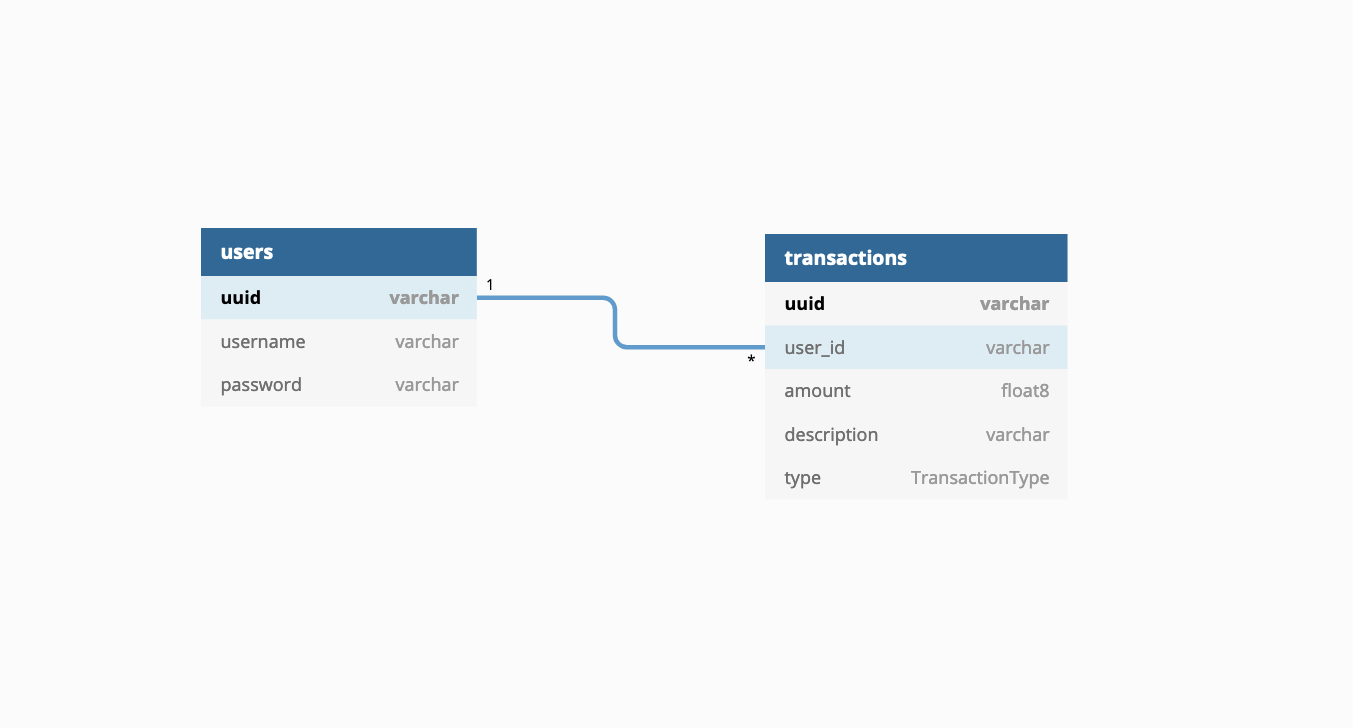 users
uuid varchar
username varchar
password varchar
1
*
transactions
uuid varchar
user_id varchar
amount float8
description varchar
type TransactionType